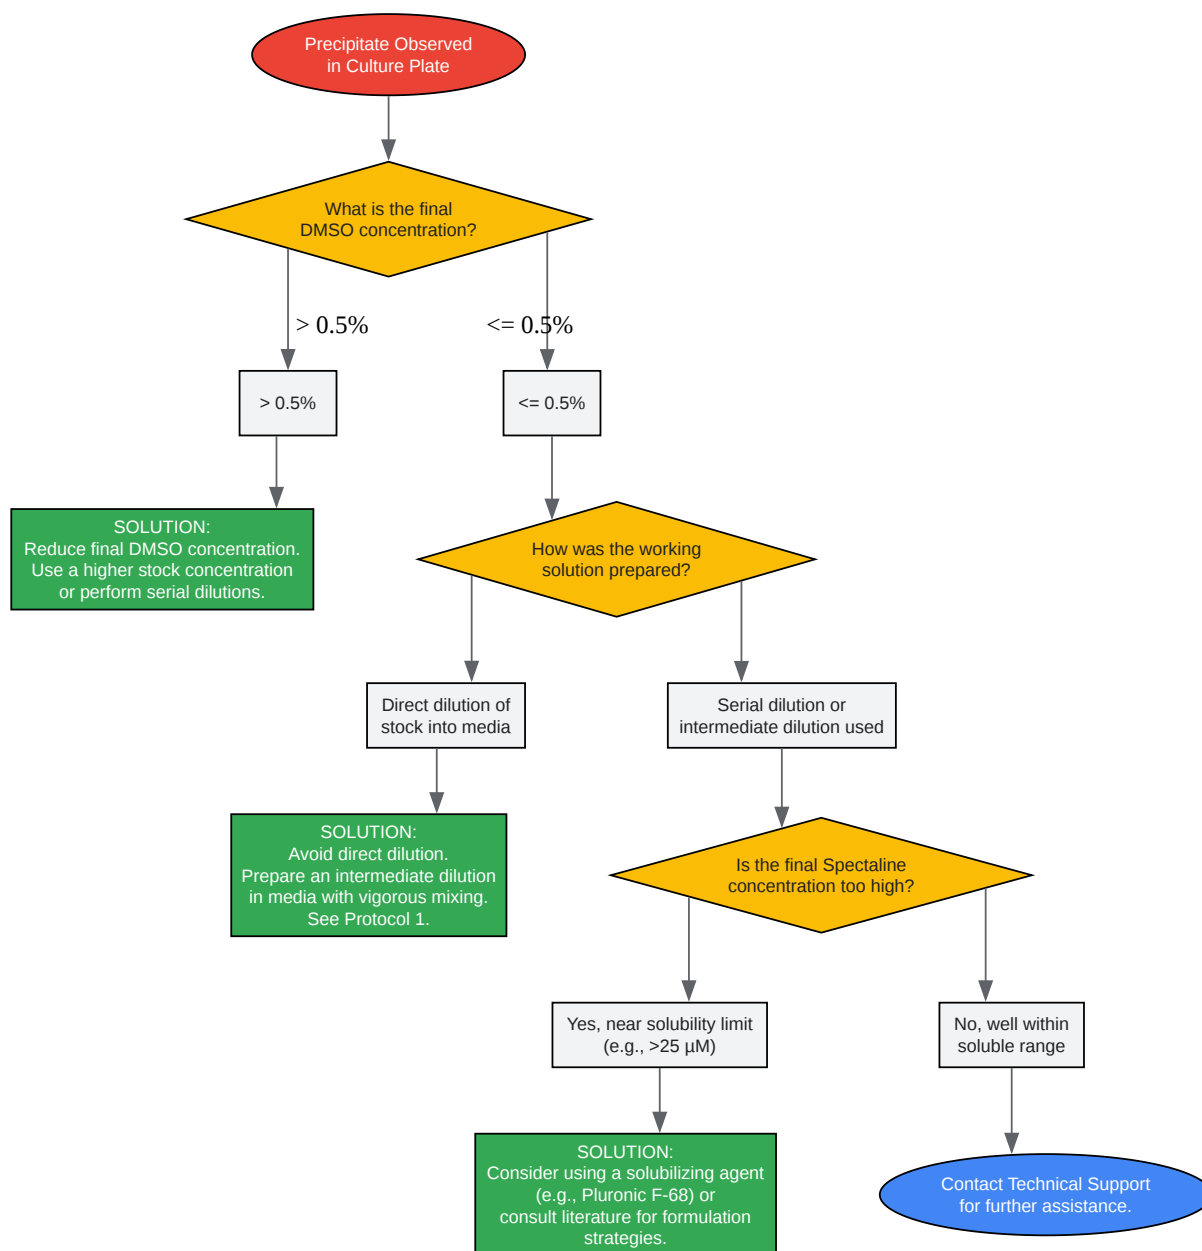 Precipitate Observed
in Culture Plate
What is the final
DMSO concentration?
> 0.5%
<= 0.5%
> 0.5%
<= 0.5%
SOLUTION:
Reduce final DMSO concentration.
Use a higher stock concentration
or perform serial dilutions.
How was the working
solution prepared?
Direct dilution of
stock into media
Serial dilution or
intermediate dilution used
SOLUTION:
Avoid direct dilution.
Prepare an intermediate dilution
in media with vigorous mixing.
See Protocol 1.
Is the final Spectaline
concentration too high?
Yes, near solubility limit
(e.g., >25 µM)
No, well within
soluble range
SOLUTION:
Consider using a solubilizing agent
(e.g., Pluronic F-68) or
consult literature for formulation
strategies.
Contact Technical Support
for further assistance.